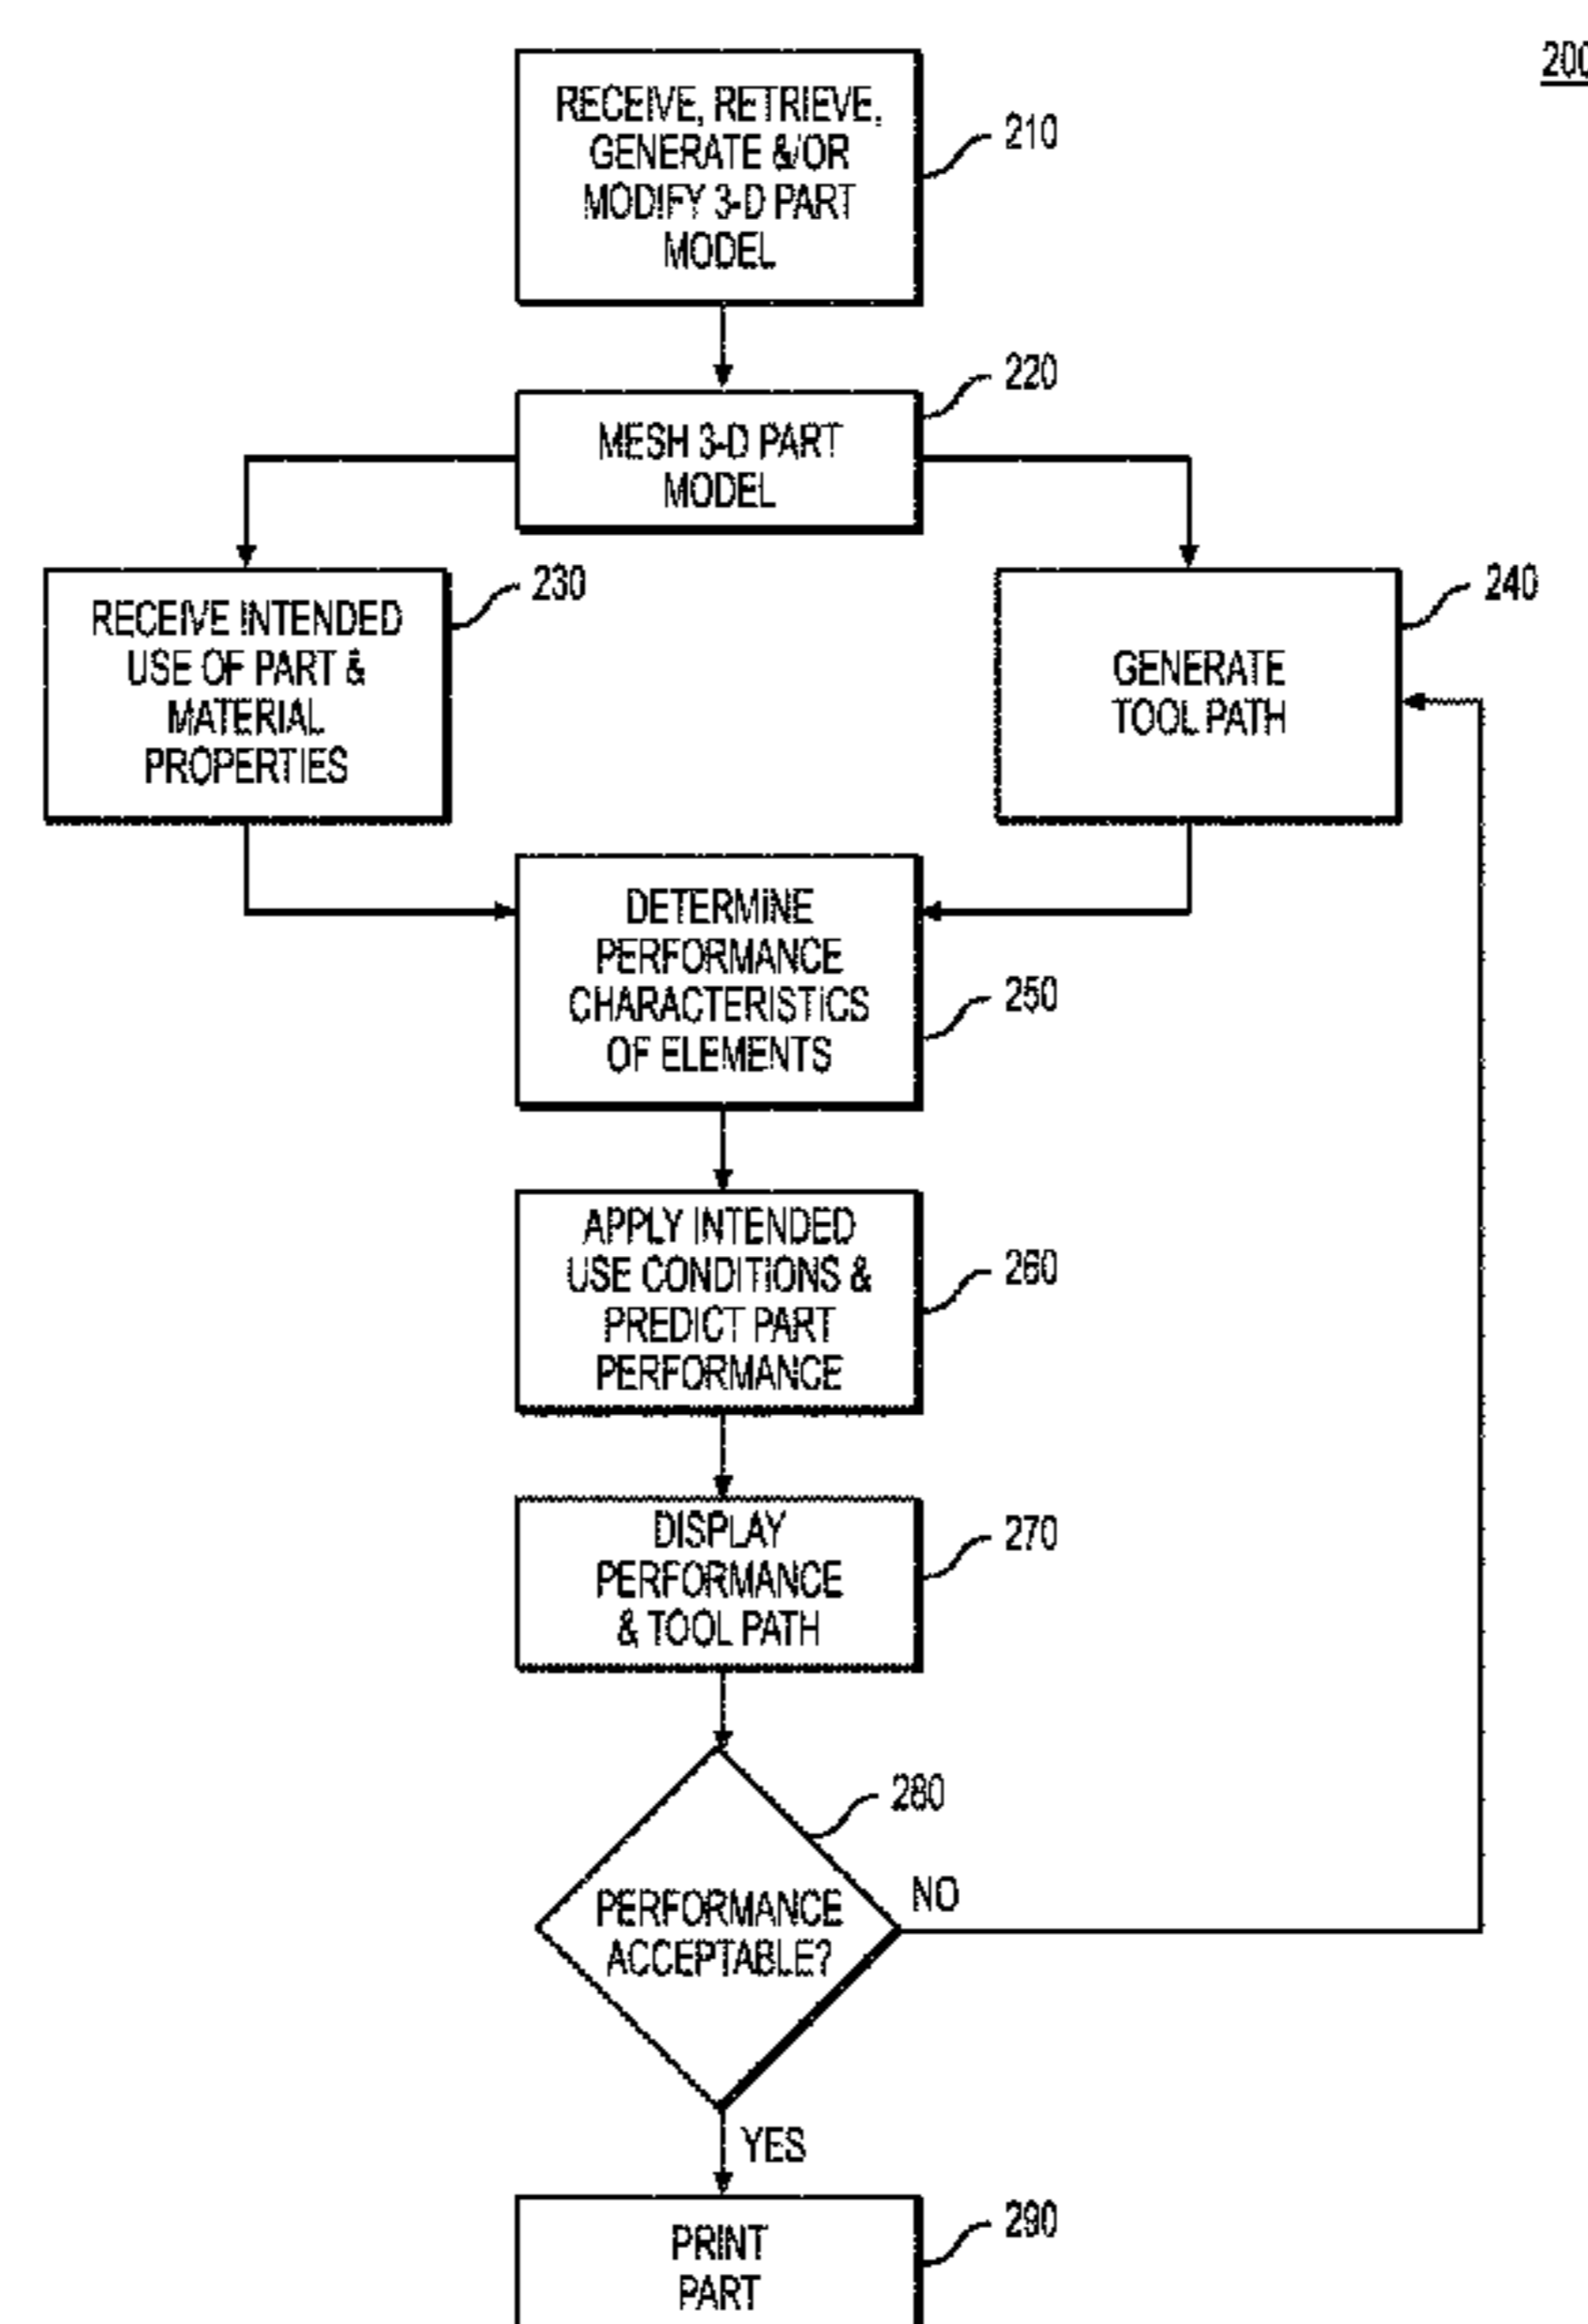 200
RECEIVE, RETRIEVE,
GENERATE &/OR
MODIFY 3-D PART
MODEL
210
220
MESH 3-D PART
MODEL
230
RECEIVE INTENDED
USE OF PART &
MATERIAL
PROPERTIES
240
GENERATE
TOOL PATH
DETERMINE
PERFORMANCE
CHARACTERISTICS
OF ELEMENTS
250
APPLY INTENDED
USE CONDITIONS &
PREDICT PART
PERFORMANCE
260
DISPLAY
PERFORMANCE
& TOOL PATH
270
280
PERFORMANCE
ACCEPTABLE?
NO
YES
PRINT
PART
290